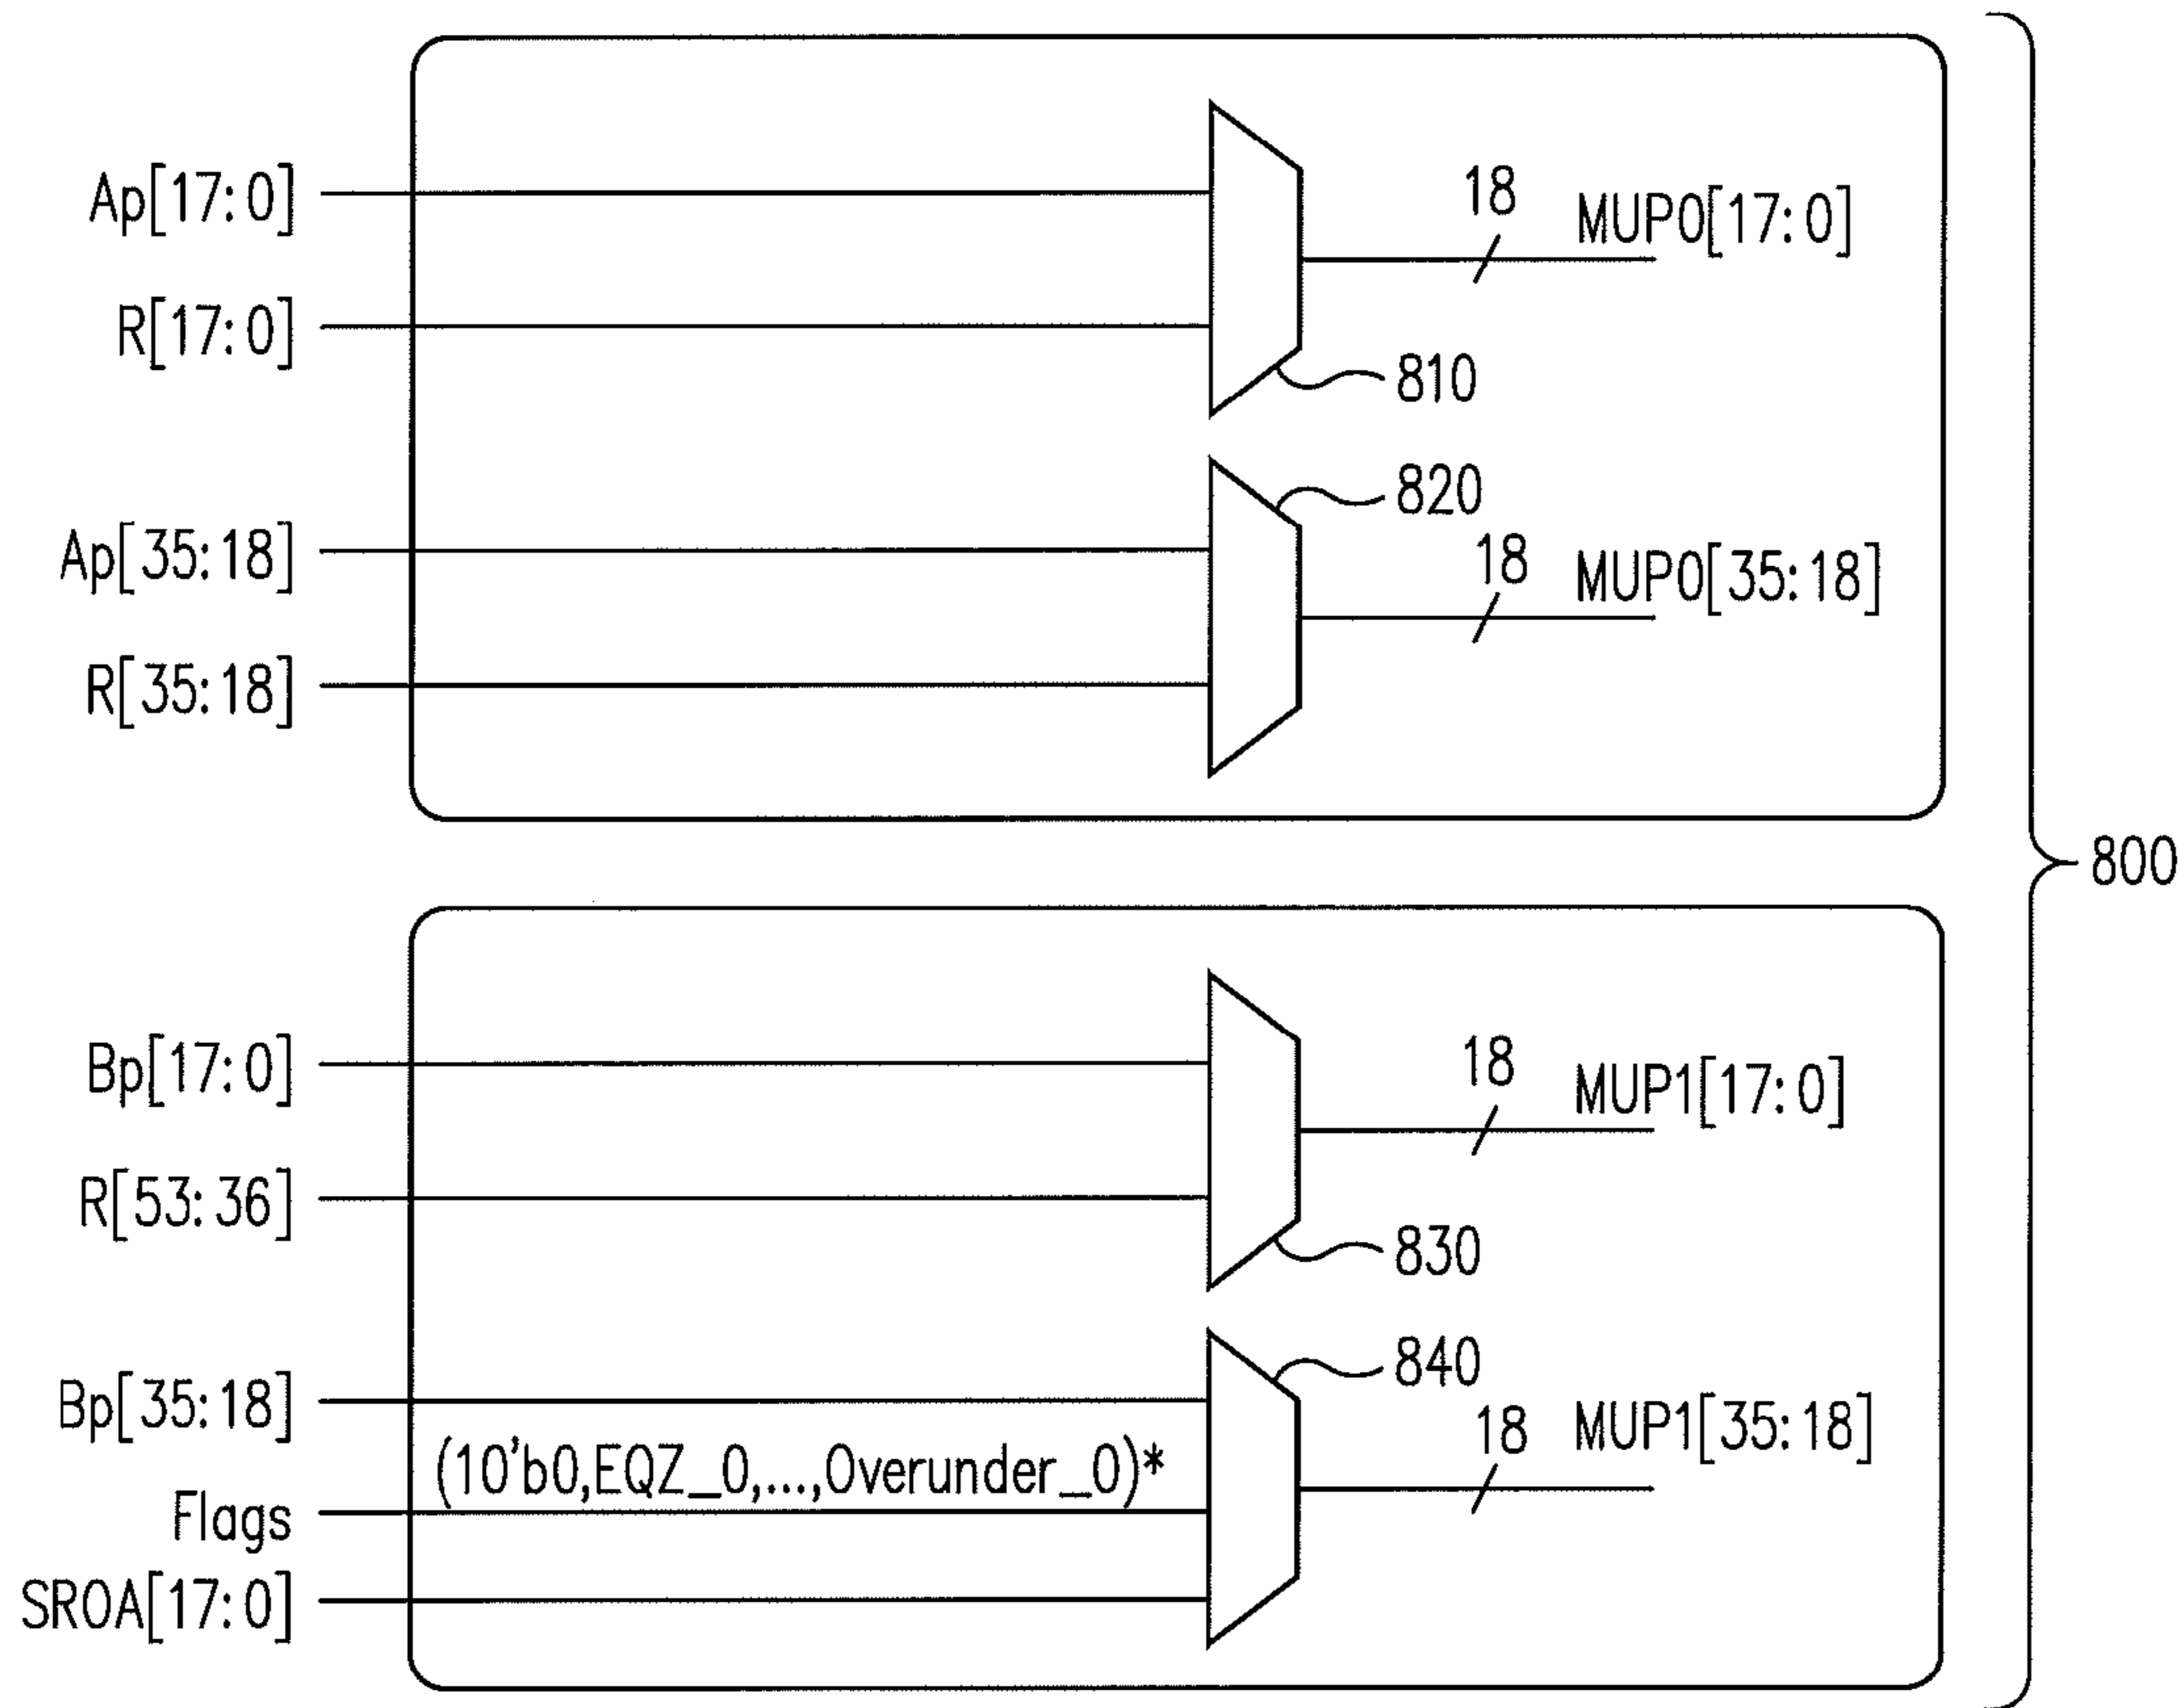 Ap[17:0]
18
MUP0[17:0]
R[17:0]
810
820
Ap[35:18]
18
MUP0[35:18]
R[35:18]
800
Bp[17:0]
18
MUP1[17:0]
R[53:36]
830
840
Bp[35:18]
18
MUP1[35:18]
(10'b0,EQZ_0,...,Overunder_0)*
Flags
SROA[17:0]